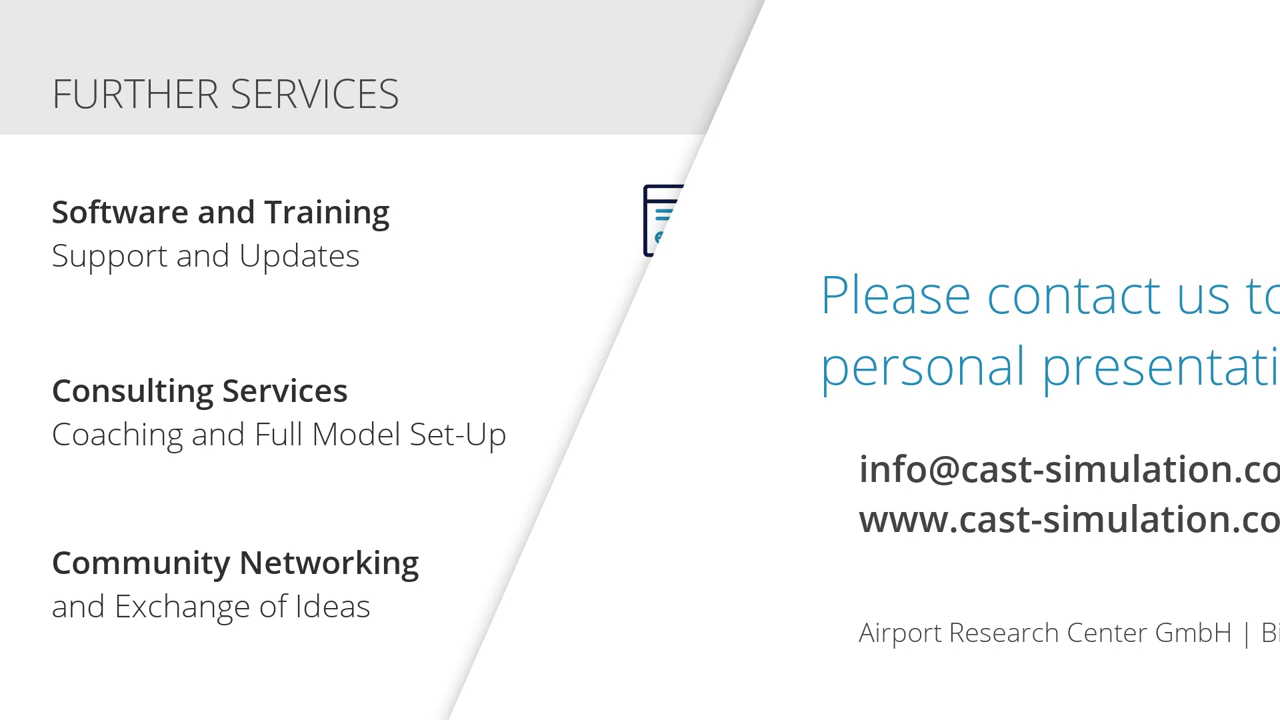 FURTHER SERVICES
Software and Training
Support and Updates
Consulting Services
Coaching and Full Model Set-Up
Community Networking
and Exchange of Ideas
Please contact us
personal
info@cast-simulation.co
www.cast-simulation.co
Airport Research Center GmbH |